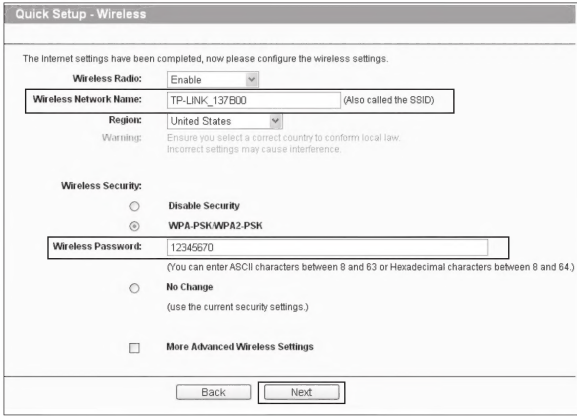 Quick Setup - Wireless
The Internet settings have been completed, now please configure the wireless settings.
Wireless Radio: Enable
Wireless Network Name: TP-LINK_137B00 (Also called the SSID)
Region: United States
Warning: Ensure you select a correct country to conform local law.
Incorrect settings may cause interference.
Wireless Security:
Disable Security
WPA-PSK/WPA2-PSK
Wireless Password: 12345670
(You can enter ASCII characters between 8 and 63 or Hexadecimal characters between 8 and 64.)
No Change
(use the current security settings.)
More Advanced Wireless Settings
Back Next